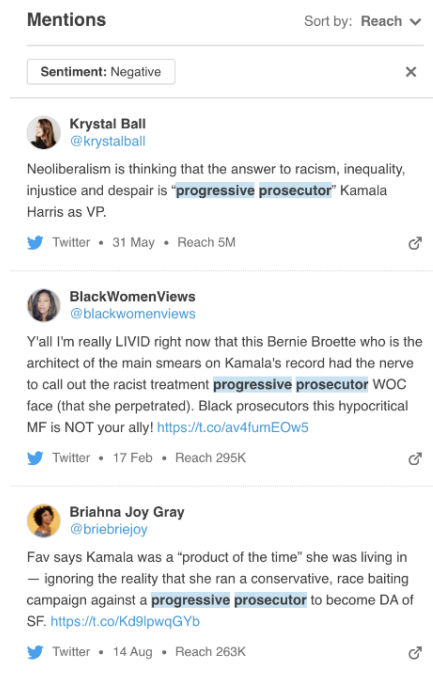 Mentions
Sort by: Reach
Sentiment: Negative
Krystal Ball
@krystalball
Neoliberalism is thinking that the answer to racism, inequality,
injustice and despair is “progressive prosecutor” Kamala
Harris as VP.
Twitter • 31 May • Reach 5M
BlackWomenViews
@blackwomenviews
Y'all I'm really LIVID right now that this Bernie Broette who is the
architect of the main smears on Kamala's record had the nerve
to call out the racist treatment progressive prosecutor WOC
face (that she perpetrated). Black prosecutors this hypocritical
MF is NOT your ally! https://t.co/av4fumEOw5
Twitter • 17 Feb • Reach 295K
Briahna Joy Gray
@briebriejoy
Fav says Kamala was a “product of the time” she was living in
— ignoring the reality that she ran a conservative, race baiting
campaign against a progressive prosecutor to become DA of
SF. https://t.co/Kd9lpwqGYb
Twitter • 14 Aug • Reach 263K